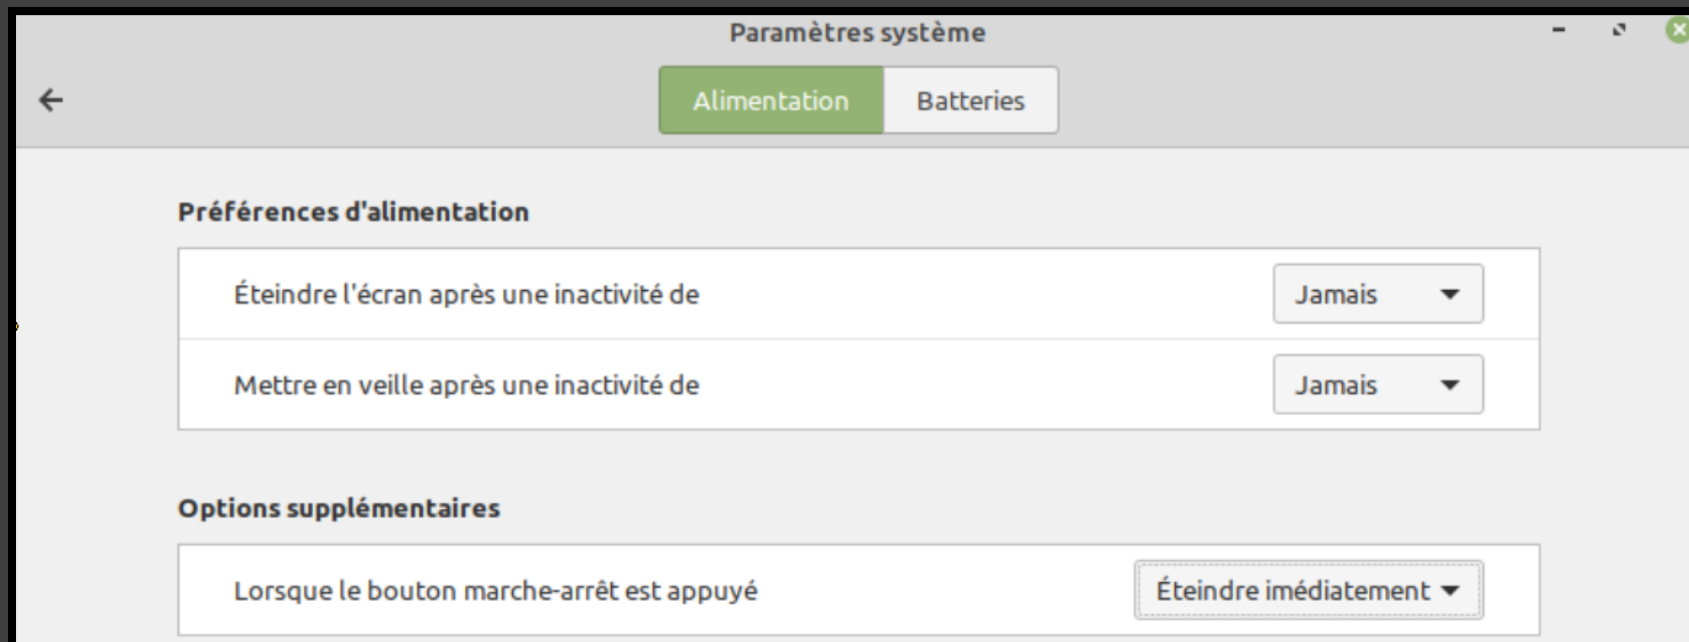 Paramètres système
Alimentation Batteries
Préférences d'alimentation
Éteindre l'écran après une inactivité de Jamais
Mettre en veille après une inactivité de Jamais
Options supplémentaires
Lorsque le bouton marche-arrêt est appuyé Éteindre imédiatement